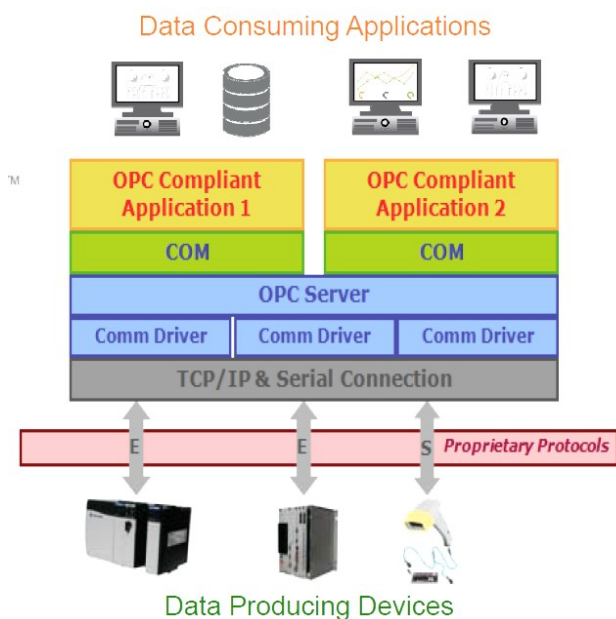 Data Consuming Applications
TM
OPC Compliant
Application 1
OPC Compliant
Application 2
COM
COM
OPC Server
Comm Driver
Comm Driver
Comm Driver
TCP/IP & Serial Connection
E
E
S
Proprietary Protocols
Data Producing Devices